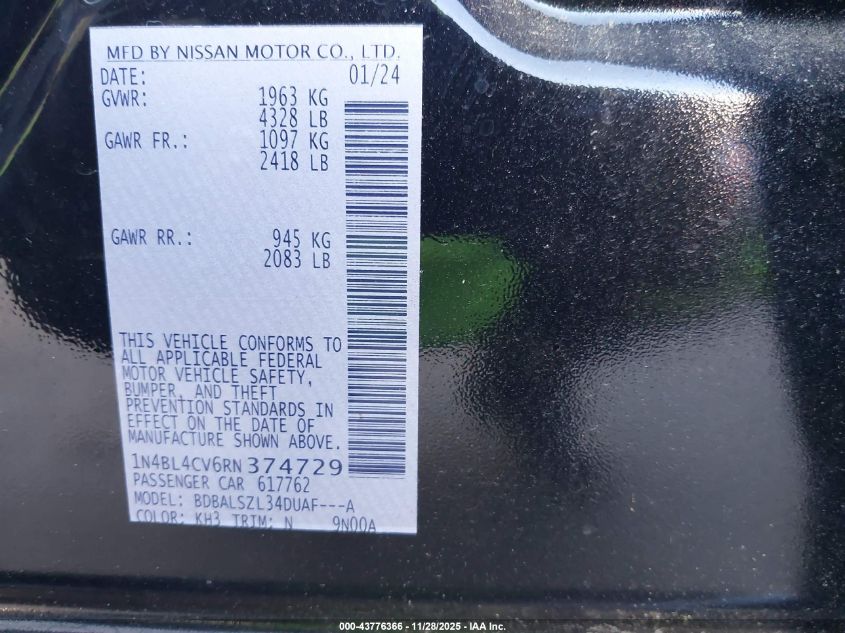 MFD BY NISSAN MOTOR CO., LTD.
DATE: 01/24
GVWR: 1963 KG
4328 LB
GAWR FR.: 1097 KG
2418 LB
GAWR RR.: 945 KG
2083 LB
THIS VEHICLE CONFORMS TO
ALL APPLICABLE FEDERAL
MOTOR VEHICLE SAFETY,
BUMPER, AND THEFT
PREVENTION STANDARDS IN
EFFECT ON THE DATE OF
MANUFACTURE SHOWN ABOVE.
1N4BL4CV6RN374729
PASSENGER CAR 617762
MODEL: BDBALSZL34DUAF---A
COLOR: KH3 TRIM: N 9N00A
000-43776366 - 11/28/2025 - IAA Inc.